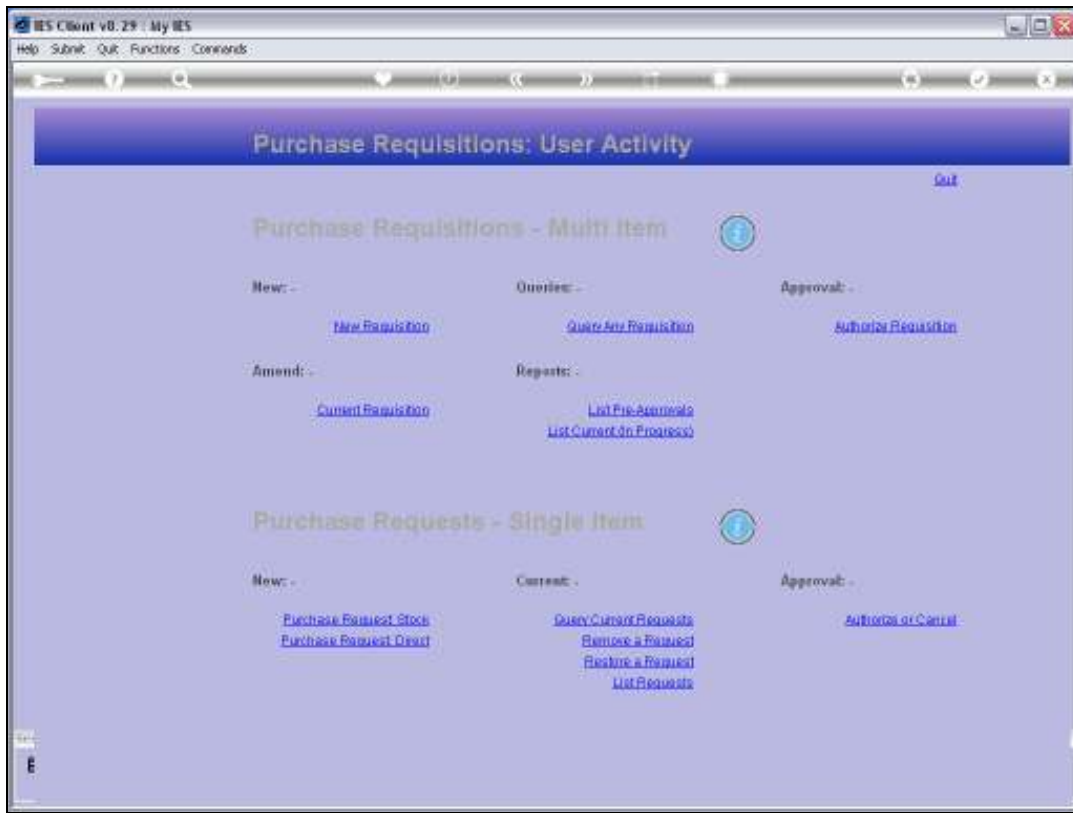 IES Client v0.29 : My IES
Help Submit Quit Functions Commands
Purchase Requisitions: User Activity
Quit
Purchase Requisitions - Multi Item
New: - Queries: - Approval: -
New Requisition Query Any Requisition Authorize Requisition
Amend: - Reports: -
Current Requisition List Pre-Approvals
List Current (In Progress)
Purchase Requests - Single Item
New: - Current: - Approval: -
Purchase Request Stock Query Current Requests Authorize or Cancel
Purchase Request Direct Remove a Request
Restore a Request
List Requests